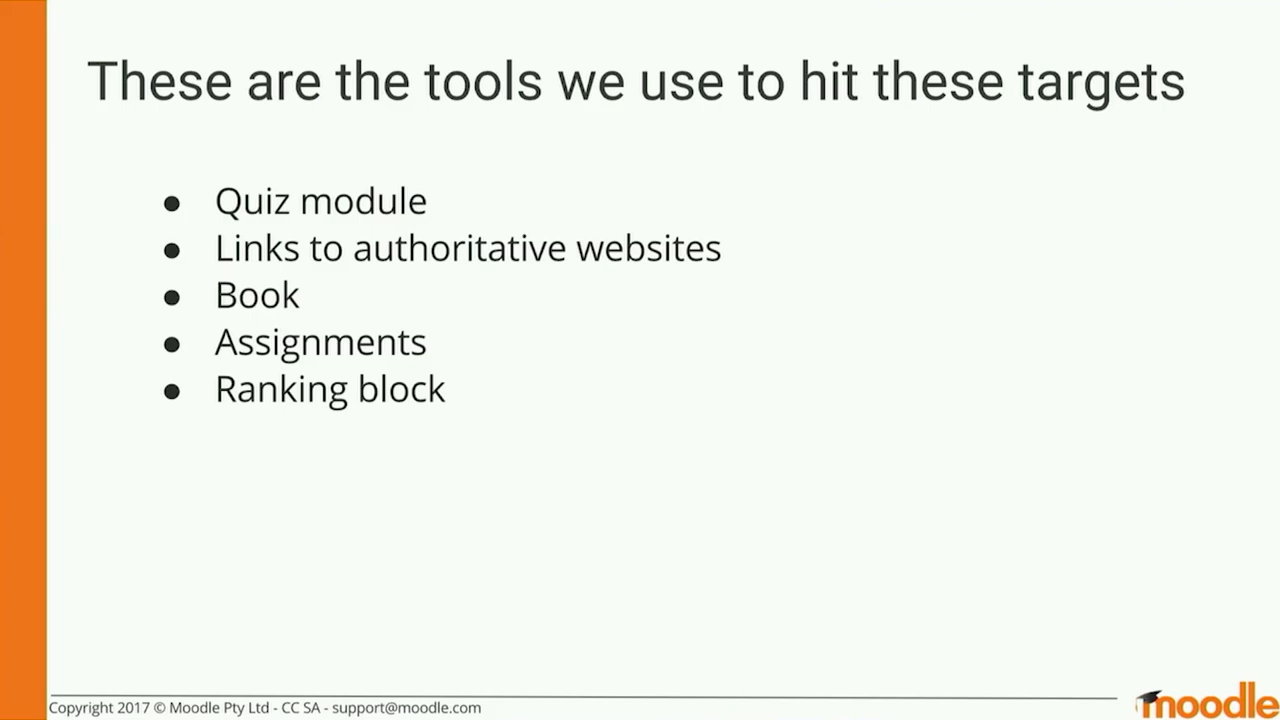 These are the tools we use to hit these targets
● Quiz module
● Links to authoritative websites
● Book
● Assignments
● Ranking block
Copyright 2017 © Moodle Pty Ltd - CC SA - support@moodle.com
moodle